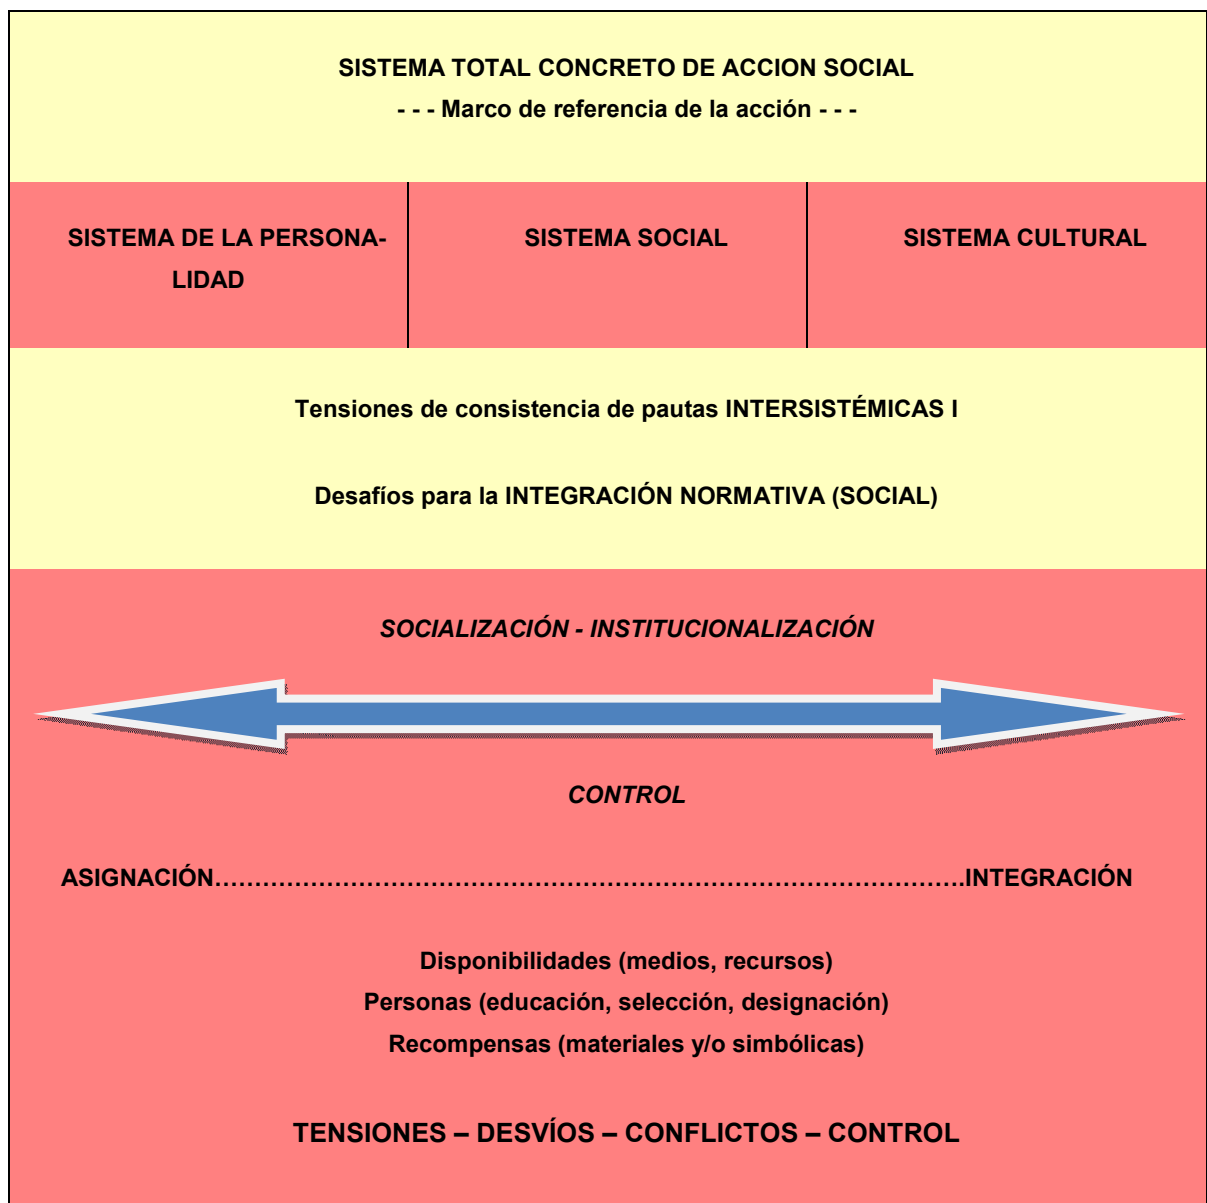 SISTEMA TOTAL CONCRETO DE ACCION SOCIAL
- - - Marco de referencia de la acción - - -
SISTEMA DE LA PERSONA-
LIDAD
SISTEMA SOCIAL
SISTEMA CULTURAL
Tensiones de consistencia de pautas INTERSISTÉMICAS I
Desafíos para la INTEGRACIÓN NORMATIVA (SOCIAL)
SOCIALIZACIÓN - INSTITUCIONALIZACIÓN
CONTROL
ASIGNACIÓN………………………………………………………………………………….INTEGRACIÓN
Disponibilidades (medios, recursos)
Personas (educación, selección, designación)
Recompensas (materiales y/o simbólicas)
TENSIONES – DESVÍOS – CONFLICTOS – CONTROL